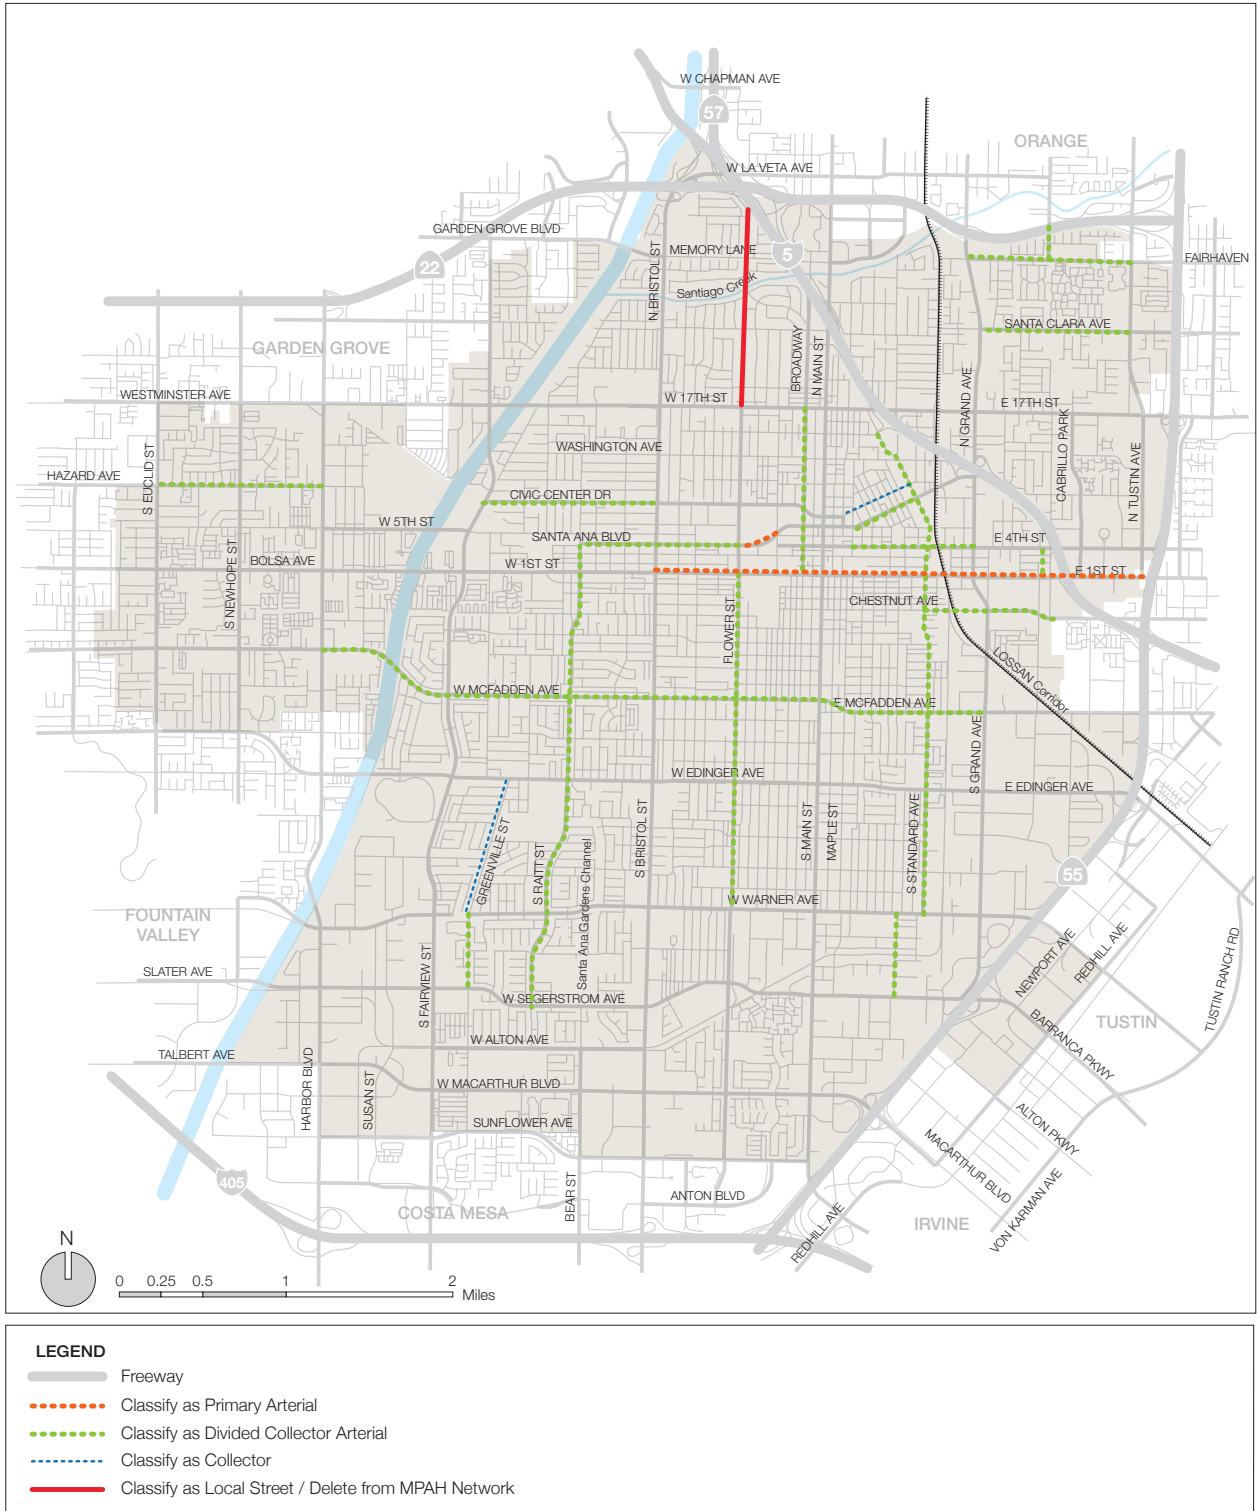 W CHAPMAN AVE
57
ORANGE
W LA VETA AVE
GARDEN GROVE BLVD
MEMORY LANE
5
22
FAIRHAVEN
N BRISTOL ST
Santiago Creek
SANTA CLARA AVE
GARDEN GROVE
BROADWAY
N MAIN ST
WESTMINSTER AVE
W 17TH ST
E 17TH ST
N GRAND AVE
CABRILLO PARK
N TUSTIN AVE
S EUCLID ST
WASHINGTON AVE
HAZARD AVE
CIVIC CENTER DR
W 5TH ST
SANTA ANA BLVD
E 4TH ST
S NEWHOPE ST
BOLSA AVE
W 1ST ST
E 1ST ST
FLOWER ST
CHESTNUT AVE
LOSSAN Corridor
W MCFADDEN AVE
E MCFADDEN AVE
S GRAND AVE
W EDINGER AVE
E EDINGER AVE
GREENVILLE ST
S RAITT ST
Santa Ana Gardens Channel
S BRISTOL ST
S MAIN ST
MAPLE ST
S STANDARD AVE
55
W WARNER AVE
FOUNTAIN
VALLEY
SLATER AVE
S FAIRVIEW ST
W SEGERSTROM AVE
NEWPORT AVE
REDHILL AVE
TUSTIN RANCH RD
TUSTIN
BARRANCA PKWY
W ALTON AVE
TALBERT AVE
HARBOR BLVD
SUSAN ST
W MACARTHUR BLVD
SUNFLOWER AVE
ALTON PKWY
MACARTHUR BLVD
VON KARMAN AVE
405
COSTA MESA
BEAR ST
ANTON BLVD
REDHILL AVE
IRVINE
N
0 0.25 0.5 1 2
Miles
LEGEND
Freeway
Classify as Primary Arterial
Classify as Divided Collector Arterial
Classify as Collector
Classify as Local Street / Delete from MPAH Network